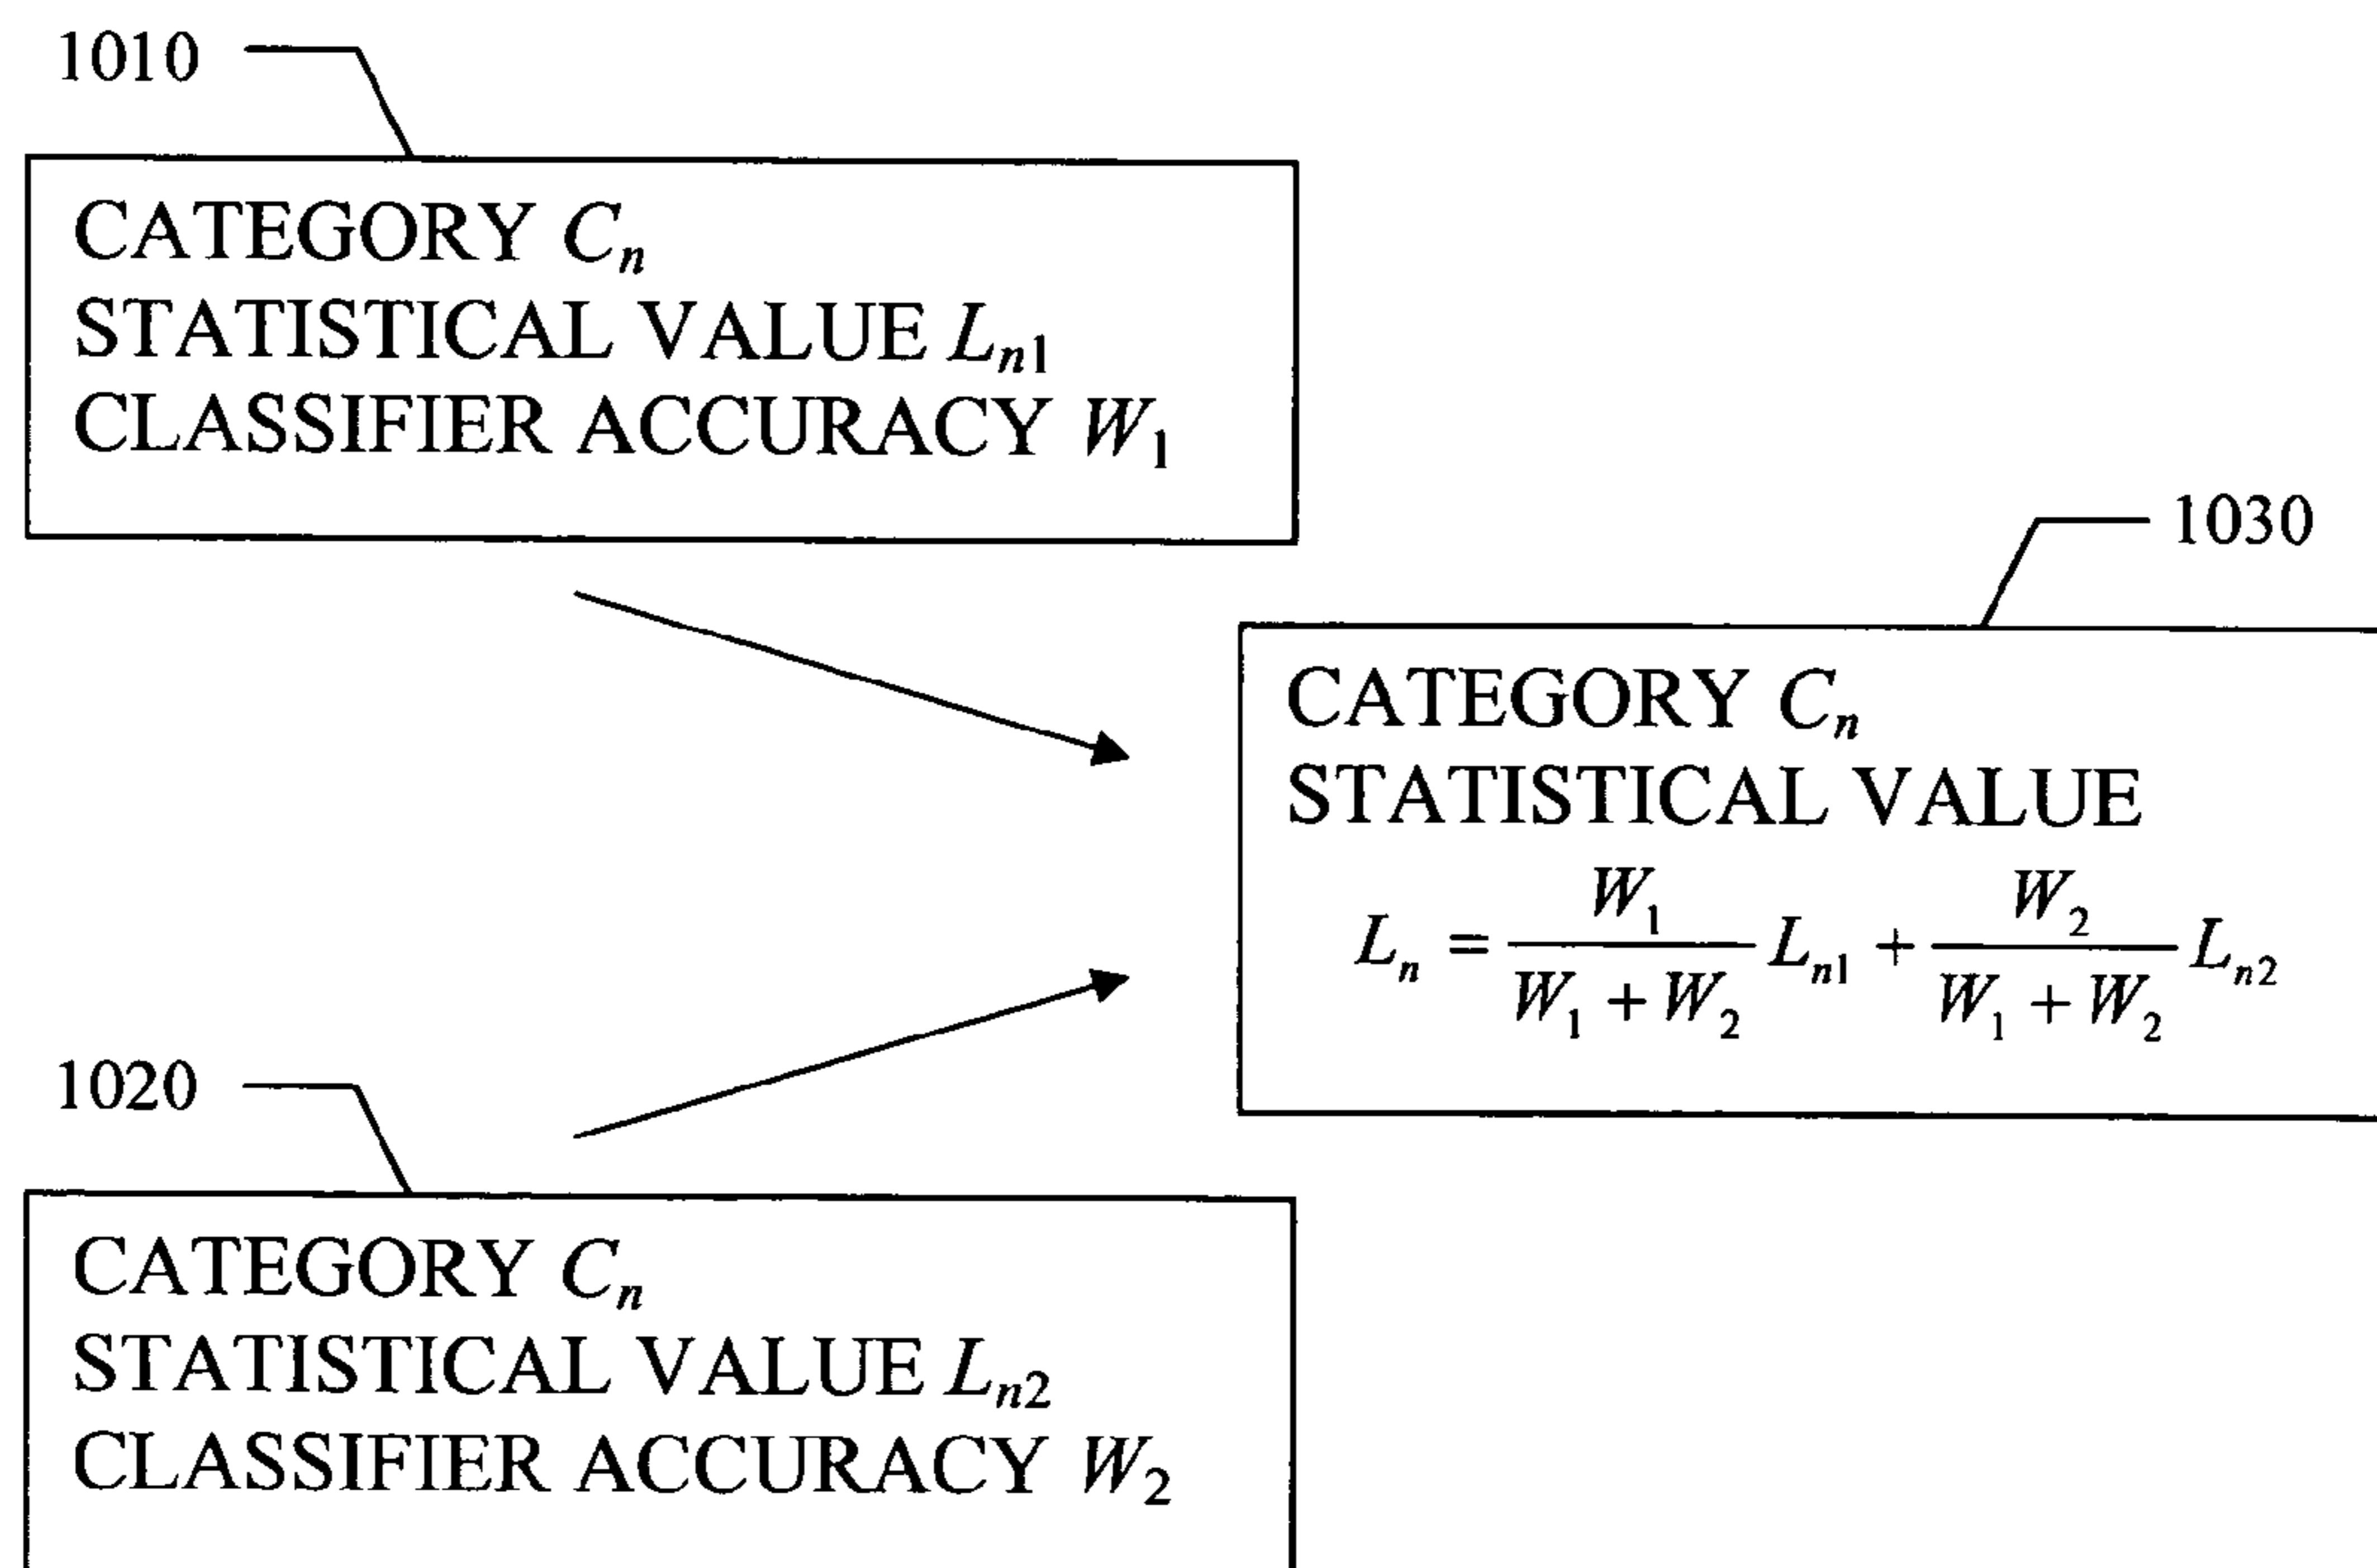 1010
CATEGORY Cn
STATISTICAL VALUE Ln1
CLASSIFIER ACCURACY W1
1030
CATEGORY Cn
STATISTICAL VALUE
Ln = W1/(W1 + W2) Ln1 + W2/(W1 + W2) Ln2
1020
CATEGORY Cn
STATISTICAL VALUE Ln2
CLASSIFIER ACCURACY W2